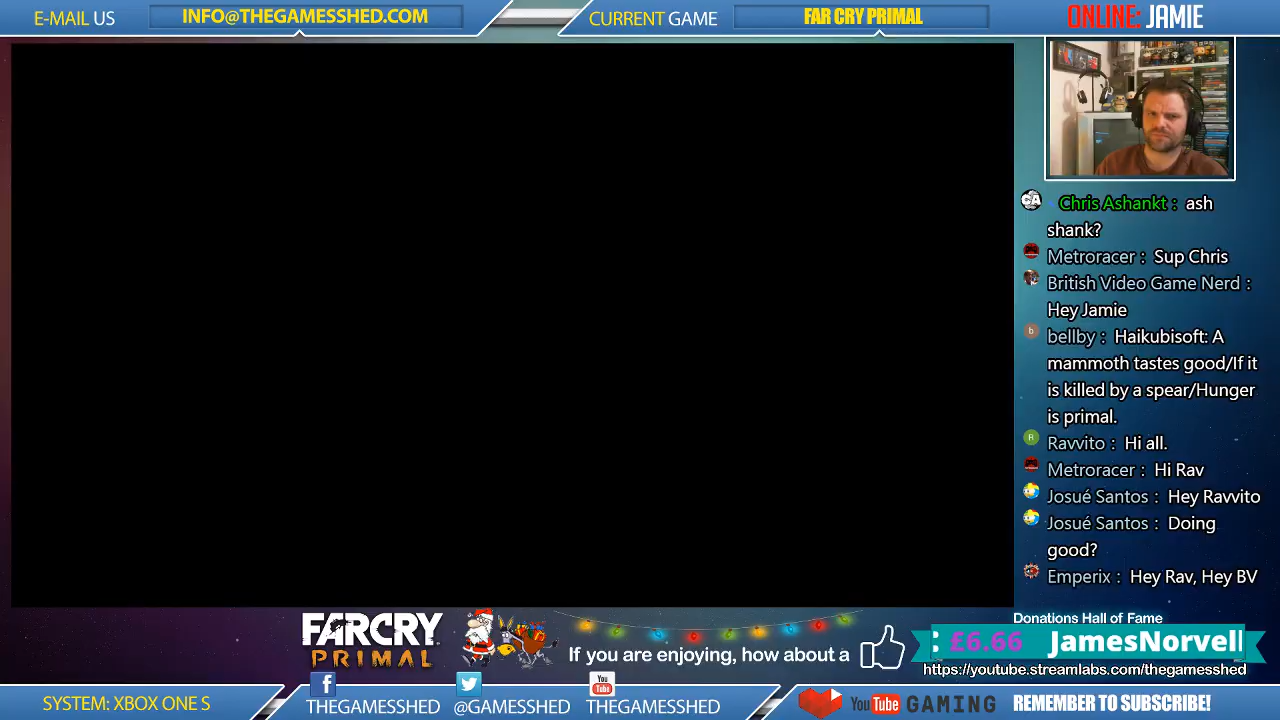 E-MAIL US
INFO@THEGAMESSHED.COM
CURRENT GAME
FAR CRY PRIMAL
ONLINE: JAMIE
Chris Ashankt : ash
shank?
Metroracer : Sup Chris
British Video Game Nerd :
Hey Jamie
bellby : Haikubisoft: A
mammoth tastes good/If it
is killed by a spear/Hunger
is primal.
Ravvito : Hi all.
Metroracer : Hi Rav
Josué Santos : Hey Ravvito
Josué Santos : Doing
good?
Emperix : Hey Rav, Hey BV
FARCRY
PRIMAL
If you are enjoying, how about a
Donations Hall of Fame
: £6.66 JamesNorvell
https://youtube.streamlabs.com/thegamesshed
SYSTEM: XBOX ONE S
THEGAMESSHED
@GAMESSHED
You Tube
THEGAMESSHED
YouTube GAMING
REMEMBER TO SUBSCRIBE!